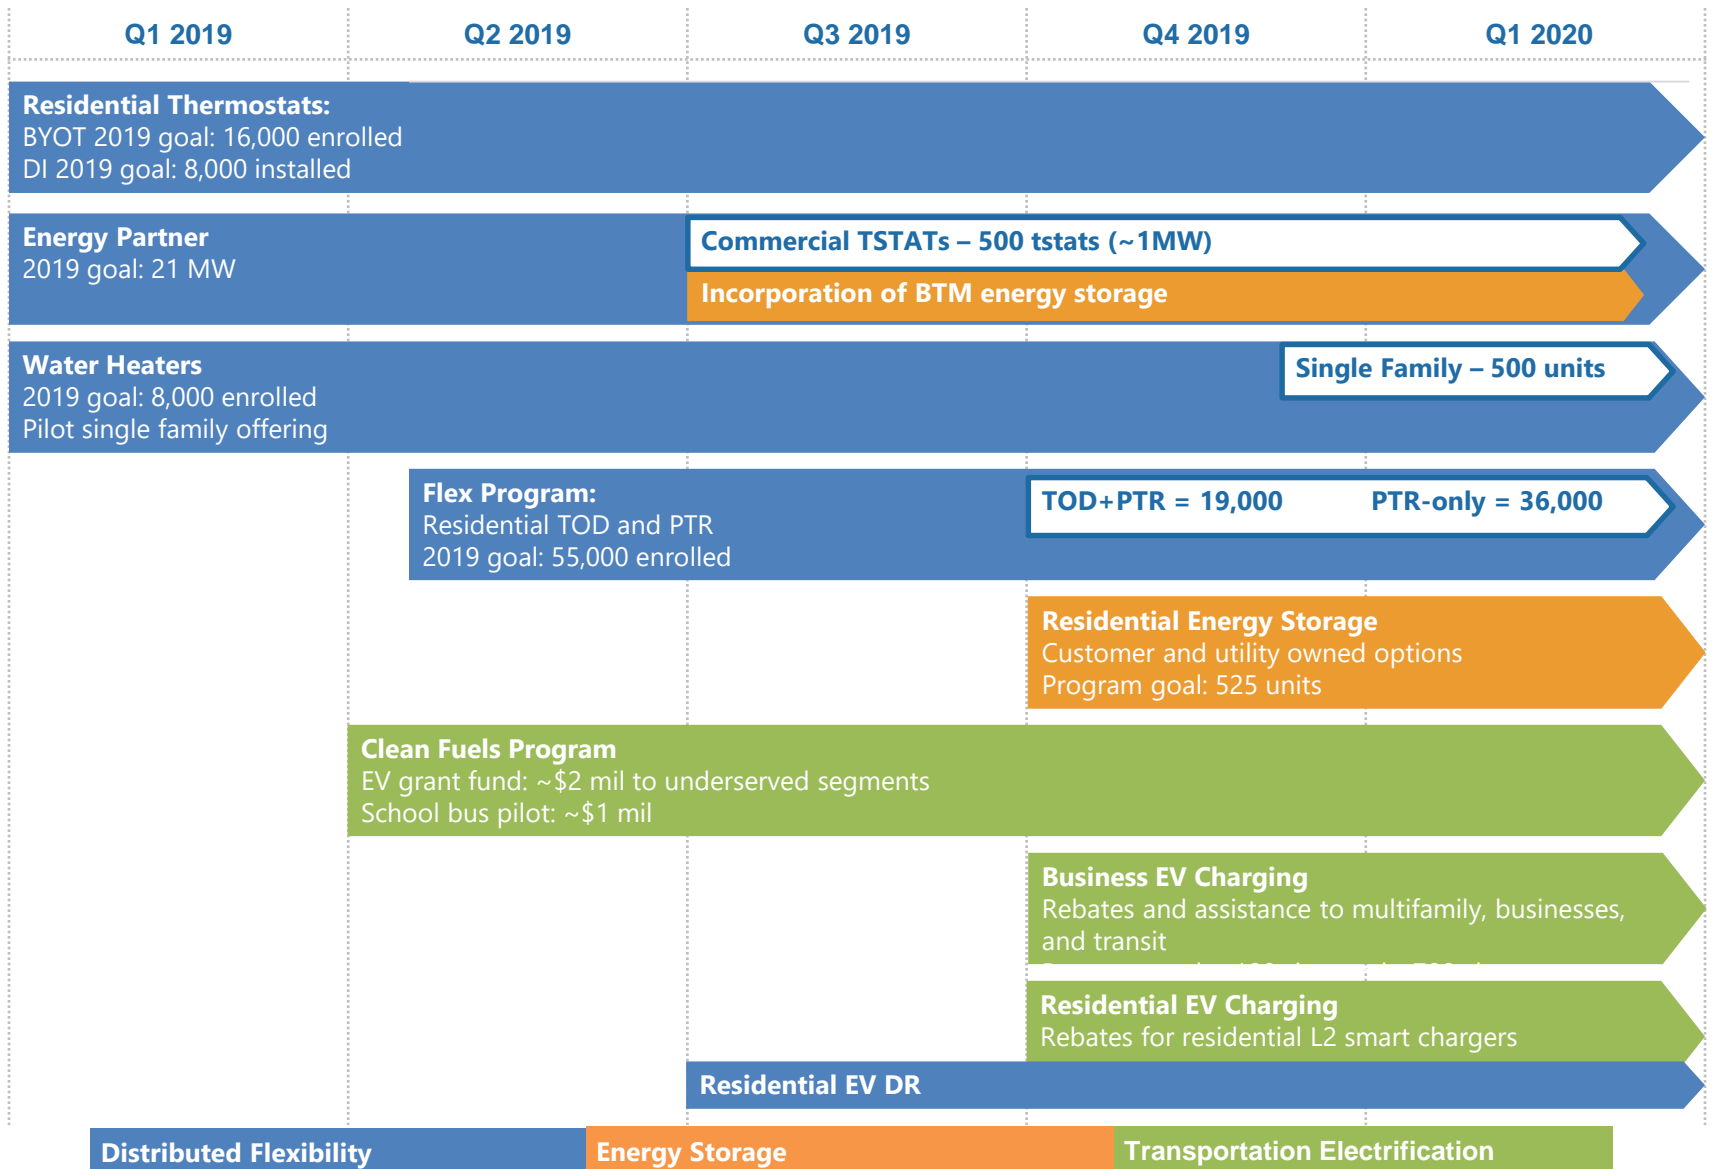 Q1 2019
Q2 2019
Q3 2019
Q4 2019
Q1 2020
Residential Thermostats:
BYOT 2019 goal: 16,000 enrolled
DI 2019 goal: 8,000 installed
Energy Partner
2019 goal: 21 MW
Commercial TSTATs – 500 tstats (~1MW)
Incorporation of BTM energy storage
Water Heaters
2019 goal: 8,000 enrolled
Pilot single family offering
Single Family – 500 units
Flex Program:
Residential TOD and PTR
2019 goal: 55,000 enrolled
TOD+PTR = 19,000
PTR-only = 36,000
Residential Energy Storage
Customer and utility owned options
Program goal: 525 units
Clean Fuels Program
EV grant fund: ~$2 mil to underserved segments
School bus pilot: ~$1 mil
Business EV Charging
Rebates and assistance to multifamily, businesses,
and transit
Residential EV Charging
Rebates for residential L2 smart chargers
Residential EV DR
Distributed Flexibility
Energy Storage
Transportation Electrification